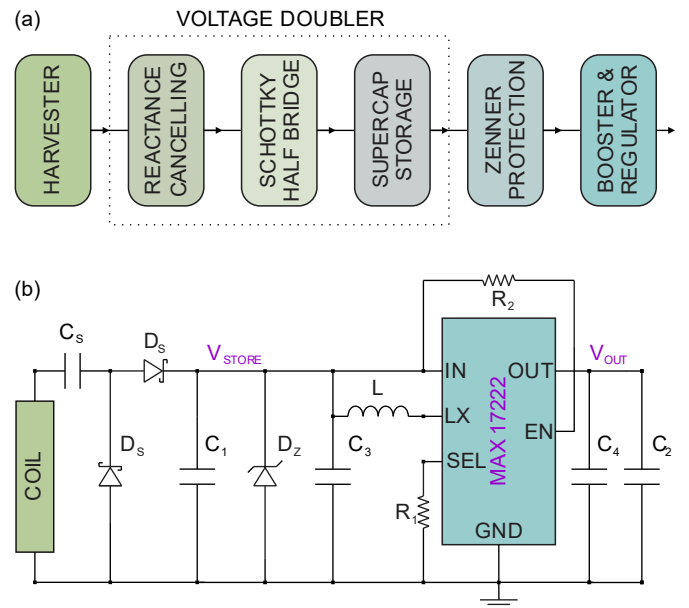 (a)
VOLTAGE DOUBLER
HARVESTER
REACTANCE
CANCELLING
SCHOTTKY
HALF BRIDGE
SUPERCAP
STORAGE
ZENNER
PROTECTION
BOOSTER &
REGULATOR
(b)
R2
CS
DS
VSTORE
VOUT
IN
OUT
L
LX
MAX 17222
EN
COIL
DS
C1
DZ
C3
SEL
C4
C2
R1
GND